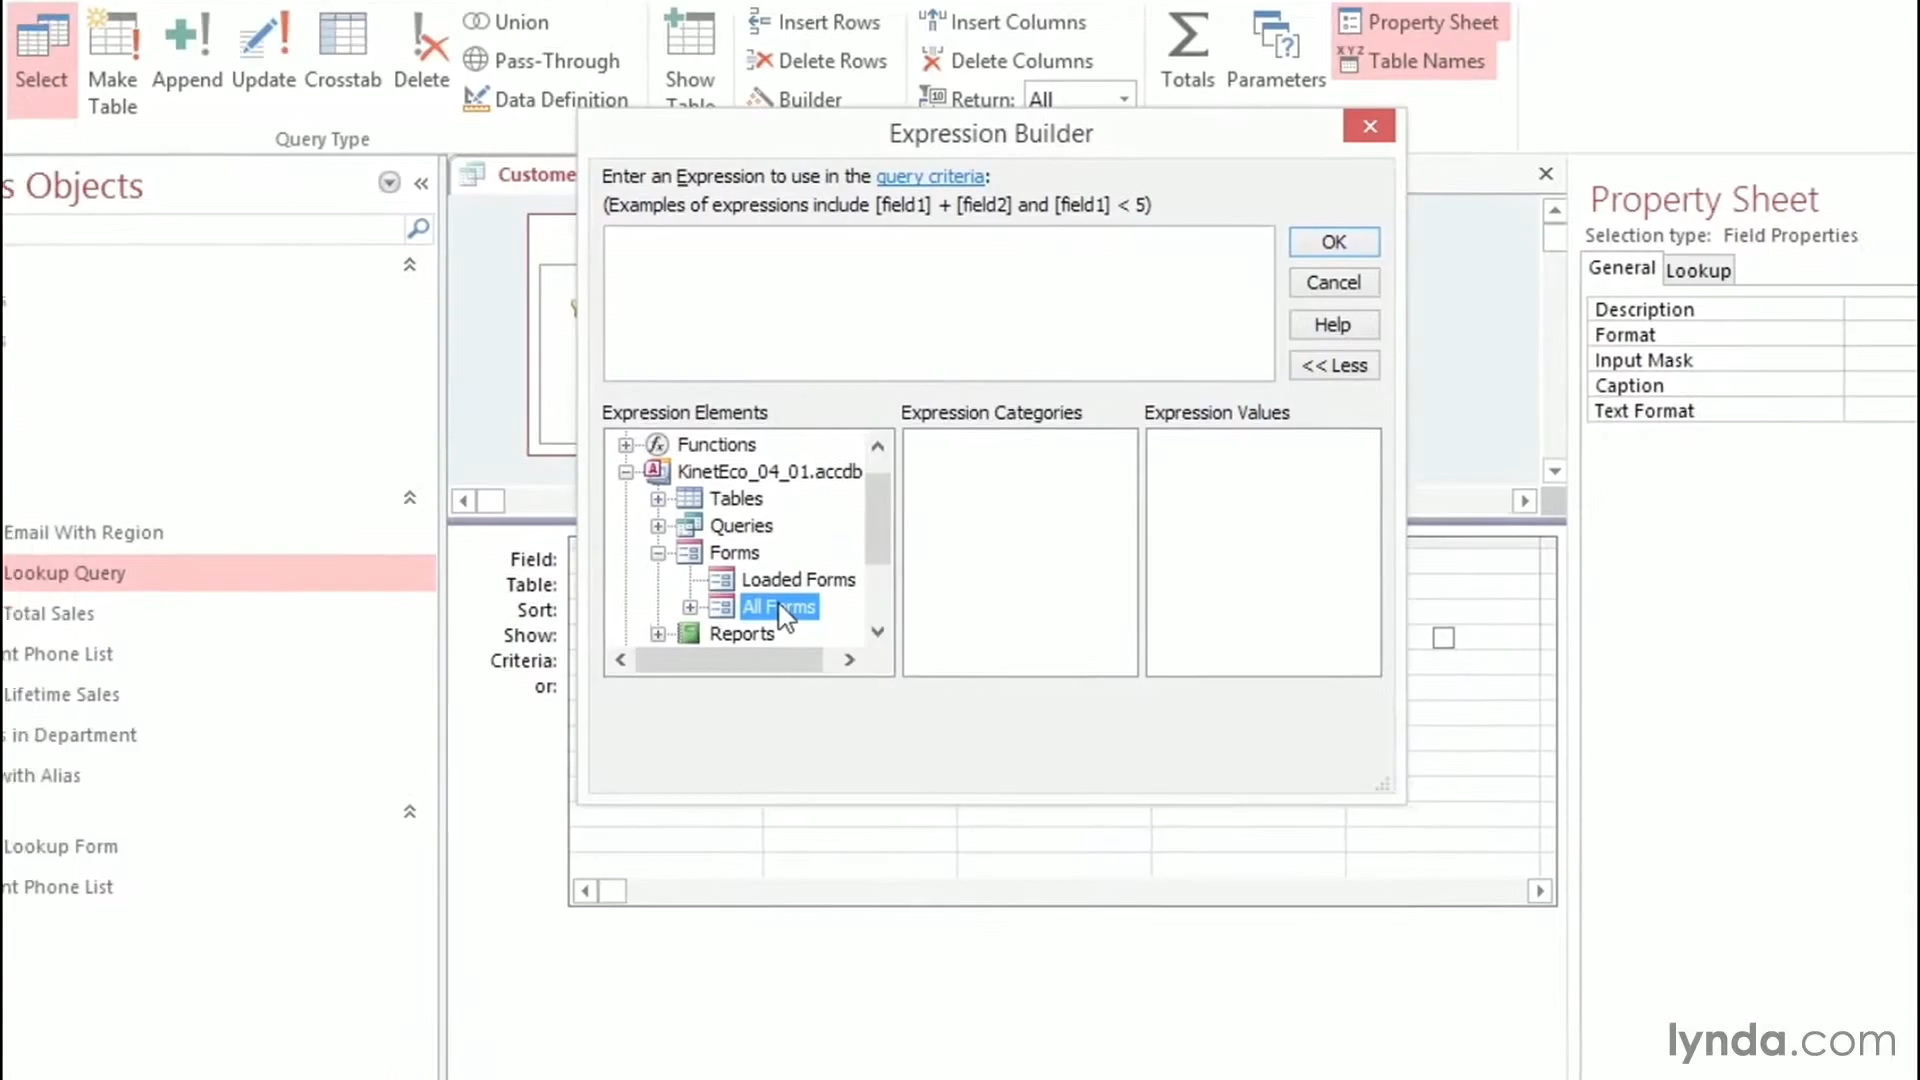 Select
Make
Table
Append
Update
Crosstab
Delete
Union
Pass-Through
Data Definition
Query Type
Show
Table
Insert Rows
Delete Rows
Builder
Insert Columns
Delete Columns
Return: All
Totals
Parameters
Property Sheet
XYZ Table Names
s Objects
Email With Region
Lookup Query
Total Sales
nt Phone List
Lifetime Sales
s in Department
with Alias
Lookup Form
nt Phone List
Custome
Field:
Table:
Sort:
Show:
Criteria:
or:
Expression Builder
Enter an Expression to use in the query criteria:
(Examples of expressions include [field1] + [field2] and [field1] < 5)
OK
Cancel
Help
<< Less
Expression Elements
Functions
KinetEco_04_01.accdb
Tables
Queries
Forms
Loaded Forms
All Forms
Reports
Expression Categories
Expression Values
Property Sheet
Selection type: Field Properties
General Lookup
Description
Format
Input Mask
Caption
Text Format
lynda.com